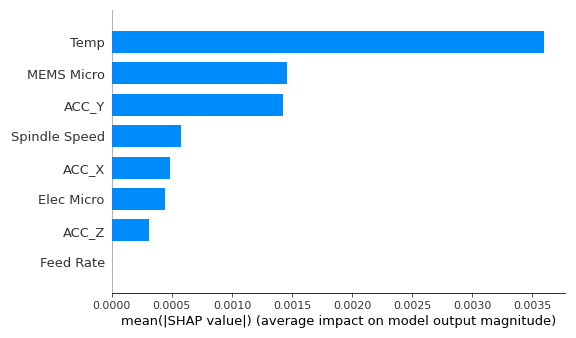 Temp
MEMS Micro
ACC_Y
Spindle Speed
ACC_X
Elec Micro
ACC_Z
Feed Rate
0.0000 0.0005 0.0010 0.0015 0.0020 0.0025 0.0030 0.0035
mean(|SHAP value|) (average impact on model output magnitude)